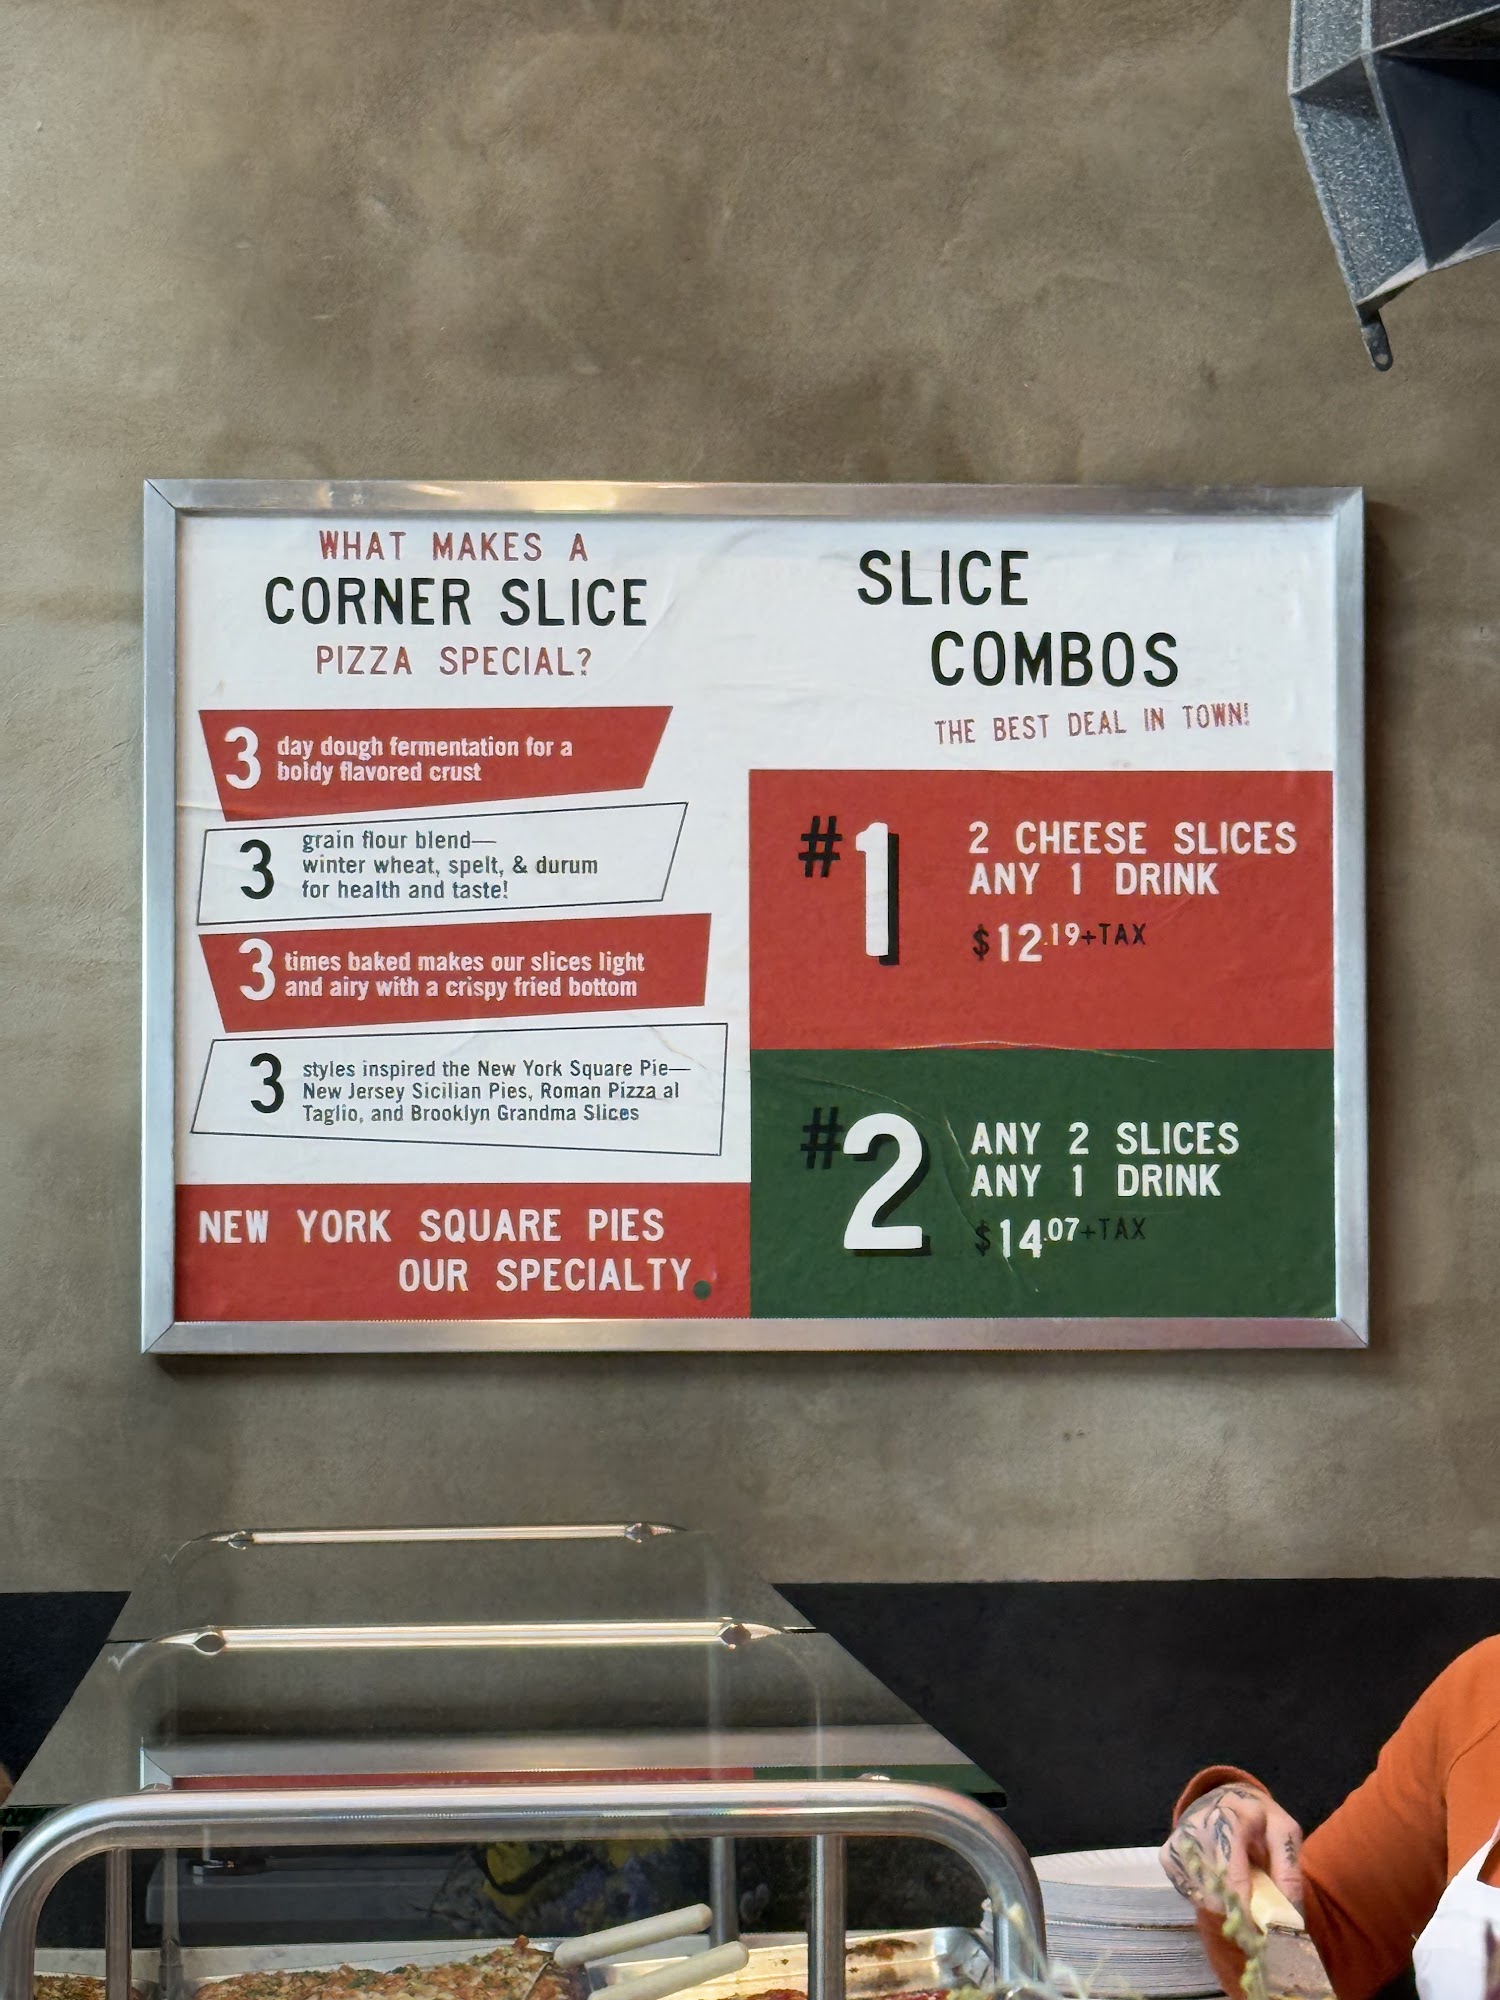 WHAT MAKES A
CORNER SLICE
PIZZA SPECIAL?
3 day dough fermentation for a
boldy flavored crust
3 grain flour blend—
winter wheat, spelt, & durum
for health and taste!
3 times baked makes our slices light
and airy with a crispy fried bottom
3 styles inspired the New York Square Pie—
New Jersey Sicilian Pies, Roman Pizza al
Taglio, and Brooklyn Grandma Slices
NEW YORK SQUARE PIES
OUR SPECIALTY.
SLICE
COMBOS
THE BEST DEAL IN TOWN!
#1 2 CHEESE SLICES
ANY 1 DRINK
$12.19+TAX
#2 ANY 2 SLICES
ANY 1 DRINK
$14.07+TAX